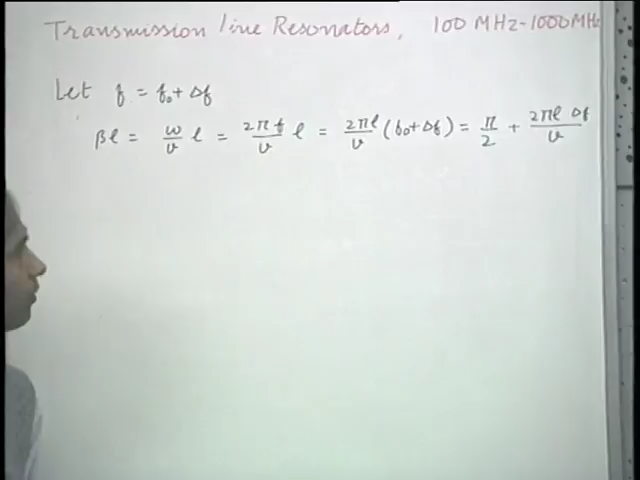 Transmission line Resonators, 100 MHz-1000MHz
Let f = f₀ + Δf
βl = ω/v l = 2πf/v l = 2πl/v (f₀+Δf) = π/2 + 2πl Δf/v